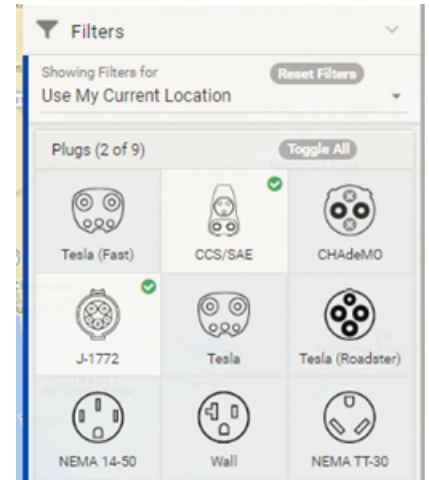 Filters
Showing Filters for
Reset Filters
Use My Current Location
Plugs (2 of 9)
Toggle All
Tesla (Fast)
CCS/SAE
CHAdeMO
J-1772
Tesla
Tesla (Roadster)
NEMA 14-50
Wall
NEMA TT-30